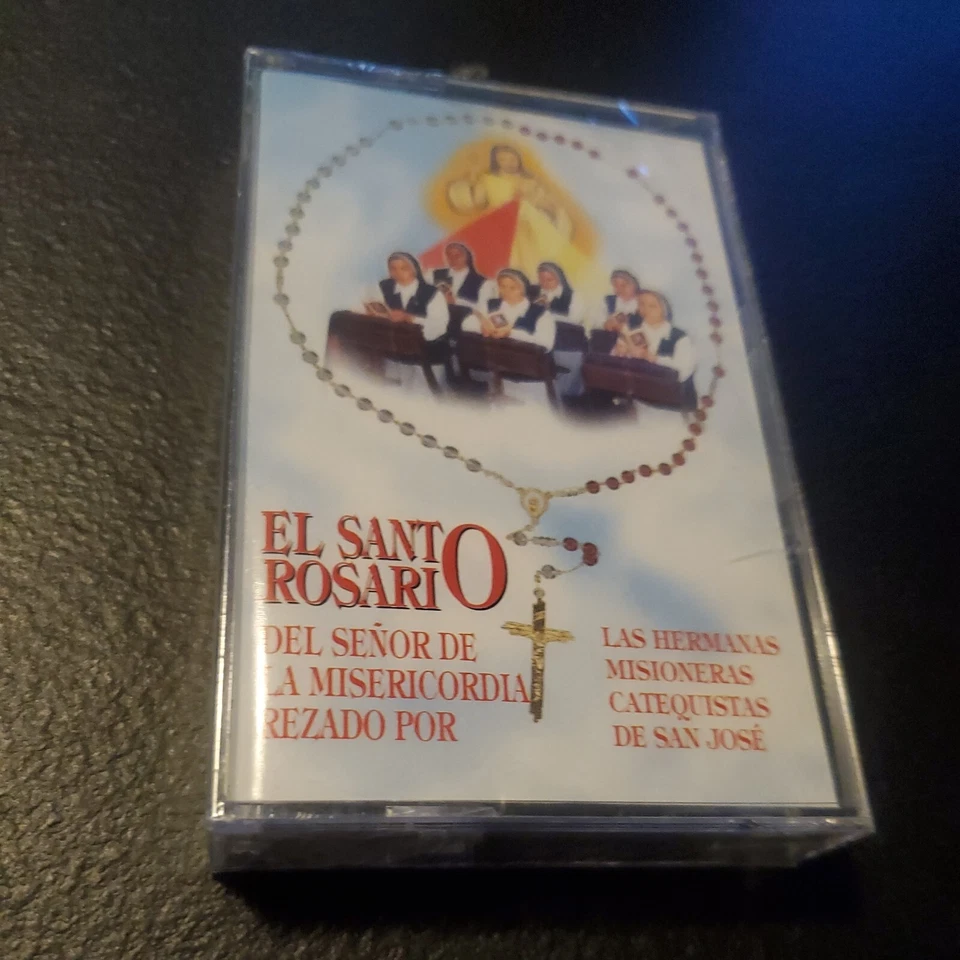 EL SANTO
ROSARIO
DEL SEÑOR DE
LA MISERICORDIA
REZADO POR
LAS HERMANAS
MISIONERAS
CATEQUISTAS
DE SAN JOSÉ